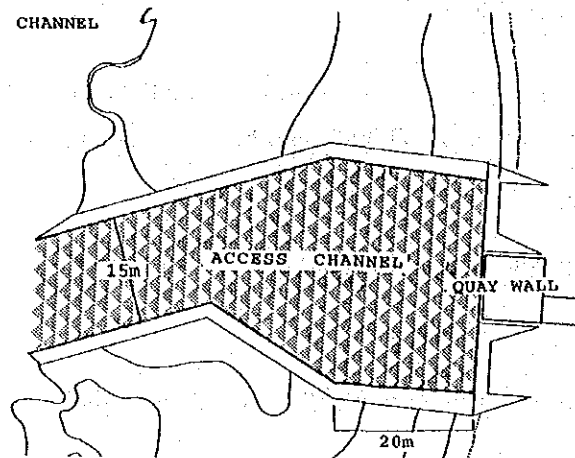 CHANNEL
ACCESS CHANNEL
15m
QUAY WALL
20m